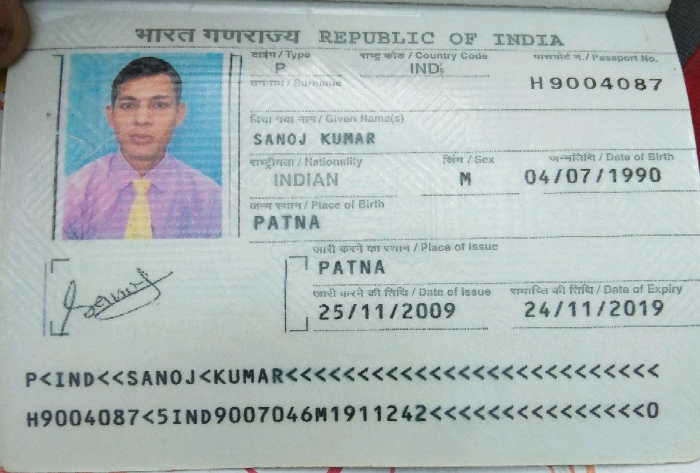 भारत गणराज्य REPUBLIC OF INDIA
टाईप / Type राष्ट्र कोड / Country Code पासपोर्ट न. / Passport No.
P IND H9004087
उपनाम / Surname
दिया गया नाम / Given Name(s)
SANOJ KUMAR
राष्ट्रीयता / Nationality लिंग / Sex जन्मतिथि / Date of Birth
INDIAN M 04/07/1990
जन्म स्थान / Place of Birth
PATNA
जारी करने का स्थान / Place of Issue
PATNA
जारी करने की तिथि / Date of Issue समाप्ति की तिथि / Date of Expiry
25/11/2009 24/11/2019
P<IND<<SANOJ<KUMAR<<<<<<<<<<<<<<<<<<<<<<<<<<
H9004087<5IND9007046M1911242<<<<<<<<<<<<<<<0